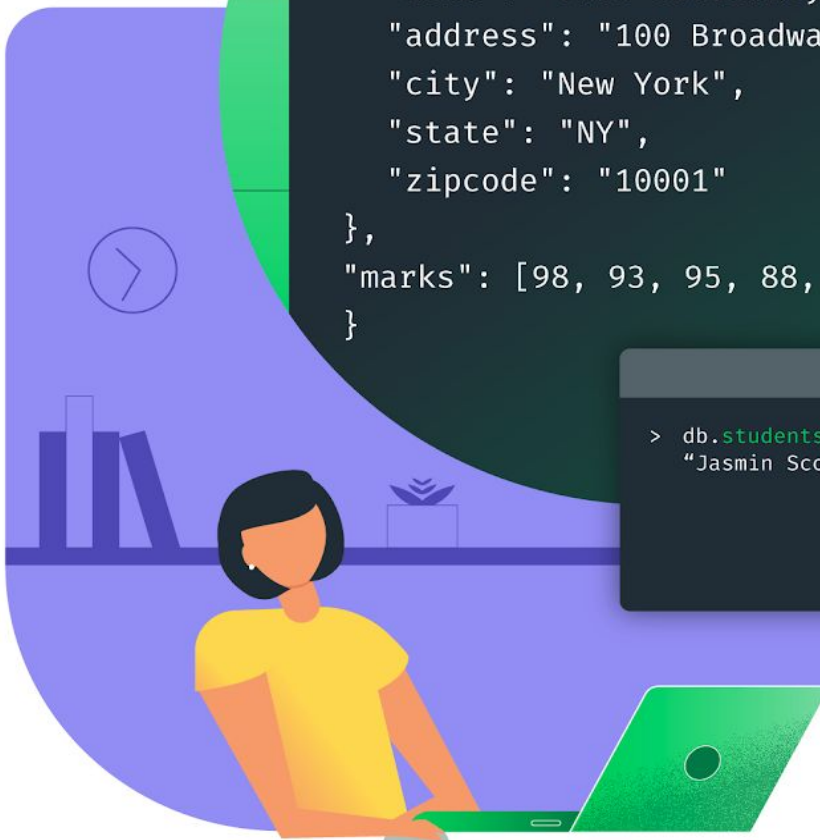 "address": "100 Broadwa
"city": "New York",
"state": "NY",
"zipcode": "10001"
},
"marks": [98, 93, 95, 88,
}
> db.students
“Jasmin Sco